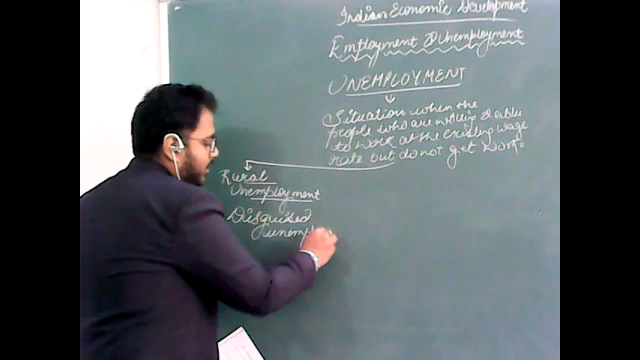 Indian Economic Development
Employment & Unemployment
UNEMPLOYMENT
Situation when the
people who are willing & able
to work at the existing wage
rate but do not get work.
Rural
Unemployment
Disguised
unempl